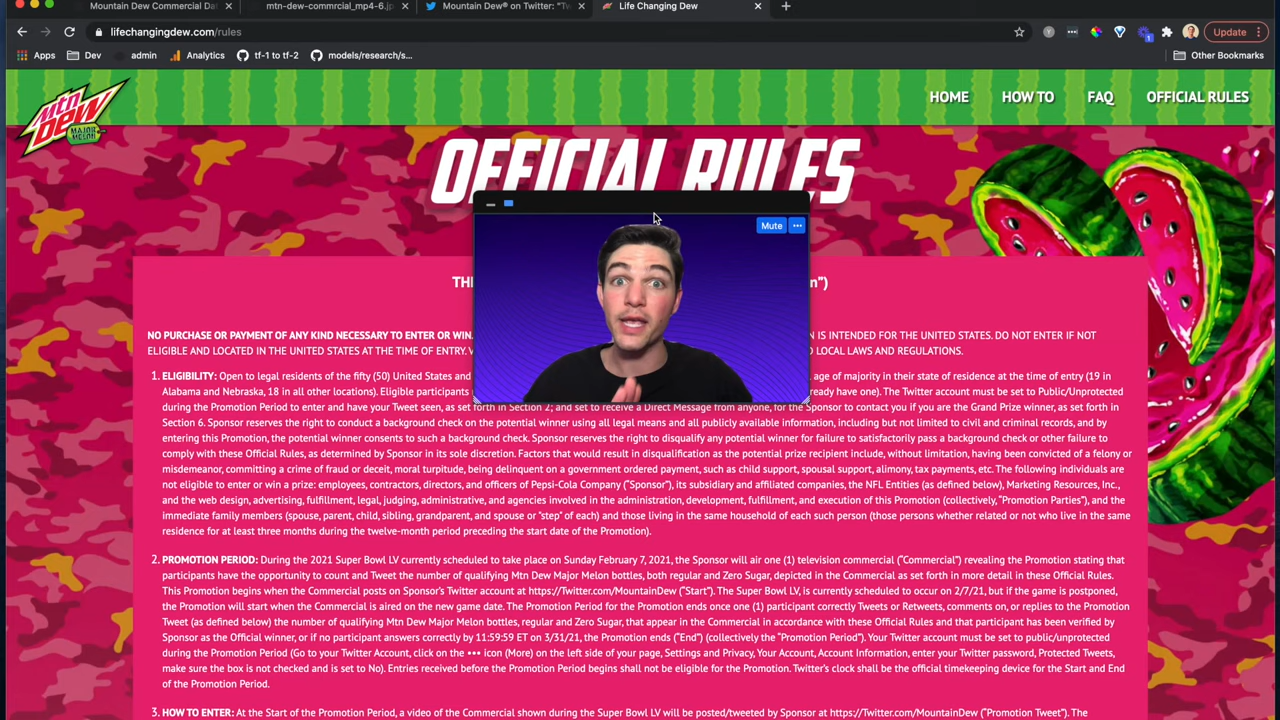 Mountain Dew Commercial Dat
mtn-dew-commrcial_mp4-6.jp
Mountain Dew® on Twitter: "Tw
Life Changing Dew
lifechangingdew.com/rules
Update
Apps
Dev
admin
Analytics
tf-1 to tf-2
models/research/s...
Other Bookmarks
Mtn
Dew
MAJOR
MELON
HOME
HOW TO
FAQ
OFFICIAL RULES
OFFICIAL RULES
Mute
TH
n")
NO PURCHASE OR PAYMENT OF ANY KIND NECESSARY TO ENTER OR WIN.
N IS INTENDED FOR THE UNITED STATES. DO NOT ENTER IF NOT
ELIGIBLE AND LOCATED IN THE UNITED STATES AT THE TIME OF ENTRY.
LOCAL LAWS AND REGULATIONS.
1. ELIGIBILITY: Open to legal residents of the fifty (50) United States and
age of majority in their state of residence at the time of entry (19 in
Alabama and Nebraska, 18 in all other locations). Eligible participants
ready have one). The Twitter account must be set to Public/Unprotected
during the Promotion Period to enter and have your Tweet seen, as set forth in Section 2; and set to receive a Direct Message from anyone, for the Sponsor to contact you if you are the Grand Prize winner, as set forth in
Section 6. Sponsor reserves the right to conduct a background check on the potential winner using all legal means and all publicly available information, including but not limited to civil and criminal records, and by
entering this Promotion, the potential winner consents to such a background check. Sponsor reserves the right to disqualify any potential winner for failure to satisfactorily pass a background check or other failure to
comply with these Official Rules, as determined by Sponsor in its sole discretion. Factors that would result in disqualification as the potential prize recipient include, without limitation, having been convicted of a felony or
misdemeanor, committing a crime of fraud or deceit, moral turpitude, being delinquent on a government ordered payment, such as child support, spousal support, alimony, tax payments, etc. The following individuals are
not eligible to enter or win a prize: employees, contractors, directors, and officers of Pepsi-Cola Company ("Sponsor"), its subsidiary and affiliated companies, the NFL Entities (as defined below), Marketing Resources, Inc.,
and the web design, advertising, fulfillment, legal, judging, administrative, and agencies involved in the administration, development, fulfillment, and execution of this Promotion (collectively, "Promotion Parties"), and the
immediate family members (spouse, parent, child, sibling, grandparent, and spouse or "step" of each) and those living in the same household of each such person (those persons whether related or not who live in the same
residence for at least three months during the twelve-month period preceding the start date of the Promotion).
2. PROMOTION PERIOD: During the 2021 Super Bowl LV currently scheduled to take place on Sunday February 7, 2021, the Sponsor will air one (1) television commercial ("Commercial") revealing the Promotion stating that
participants have the opportunity to count and Tweet the number of qualifying Mtn Dew Major Melon bottles, both regular and Zero Sugar, depicted in the Commercial as set forth in more detail in these Official Rules.
This Promotion begins when the Commercial posts on Sponsor's Twitter account at https://Twitter.com/MountainDew ("Start"). The Super Bowl LV, is currently scheduled to occur on 2/7/21, but if the game is postponed,
the Promotion will start when the Commercial is aired on the new game date. The Promotion Period for the Promotion ends once one (1) participant correctly Tweets or Retweets, comments on, or replies to the Promotion
Tweet (as defined below) the number of qualifying Mtn Dew Major Melon bottles, regular and Zero Sugar, that appear in the Commercial in accordance with these Official Rules and that participant has been verified by
Sponsor as the Official winner, or if no participant answers correctly by 11:59:59 ET on 3/31/21, the Promotion ends ("End") (collectively the "Promotion Period"). Your Twitter account must be set to public/unprotected
during the Promotion Period (Go to your Twitter Account, click on the ••• icon (More) on the left side of your page, Settings and Privacy, Your Account, Account Information, enter your Twitter password, Protected Tweets,
make sure the box is not checked and is set to No). Entries received before the Promotion Period begins shall not be eligible for the Promotion. Twitter's clock shall be the official timekeeping device for the Start and End
of the Promotion Period.
3. HOW TO ENTER: At the Start of the Promotion Period, a video of the Commercial shown during the Super Bowl LV will be posted/tweeted by Sponsor at https://Twitter.com/MountainDew ("Promotion Tweet"). The